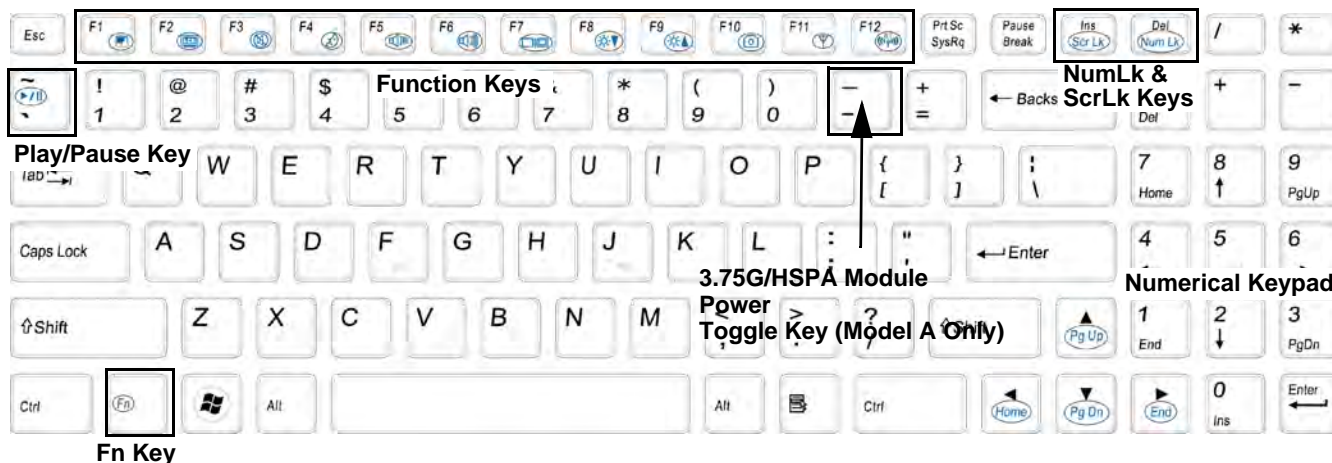 Esc F1 F2 F3 F4 F5 F6 F7 F8 F9 F10 F11 F12 Prt Sc SysRq Pause Break Ins Scr Lk Del Num Lk / *
Function Keys
NumLk &
ScrLk Keys
~ ` ! 1 @ 2 # 3 $ 4 5 6 7 * 8 ( 9 ) 0 — - + = ← Backs Del + −
Play/Pause Key
Tab W E R T Y U I O P { [ } ] ¦ \ 7 Home 8 ↑ 9 PgUp
Caps Lock A S D F G H J K L : " ' Enter 4 5 6
3.75G/HSPA Module
Power
Toggle Key (Model A Only)
Numerical Keypad
⇧Shift Z X C V B N M > ? Pg Up 1 End 2 ↓ 3 PgDn
Ctrl Fn Alt Alt Ctrl Home Pg Dn End 0 Ins Enter
Fn Key